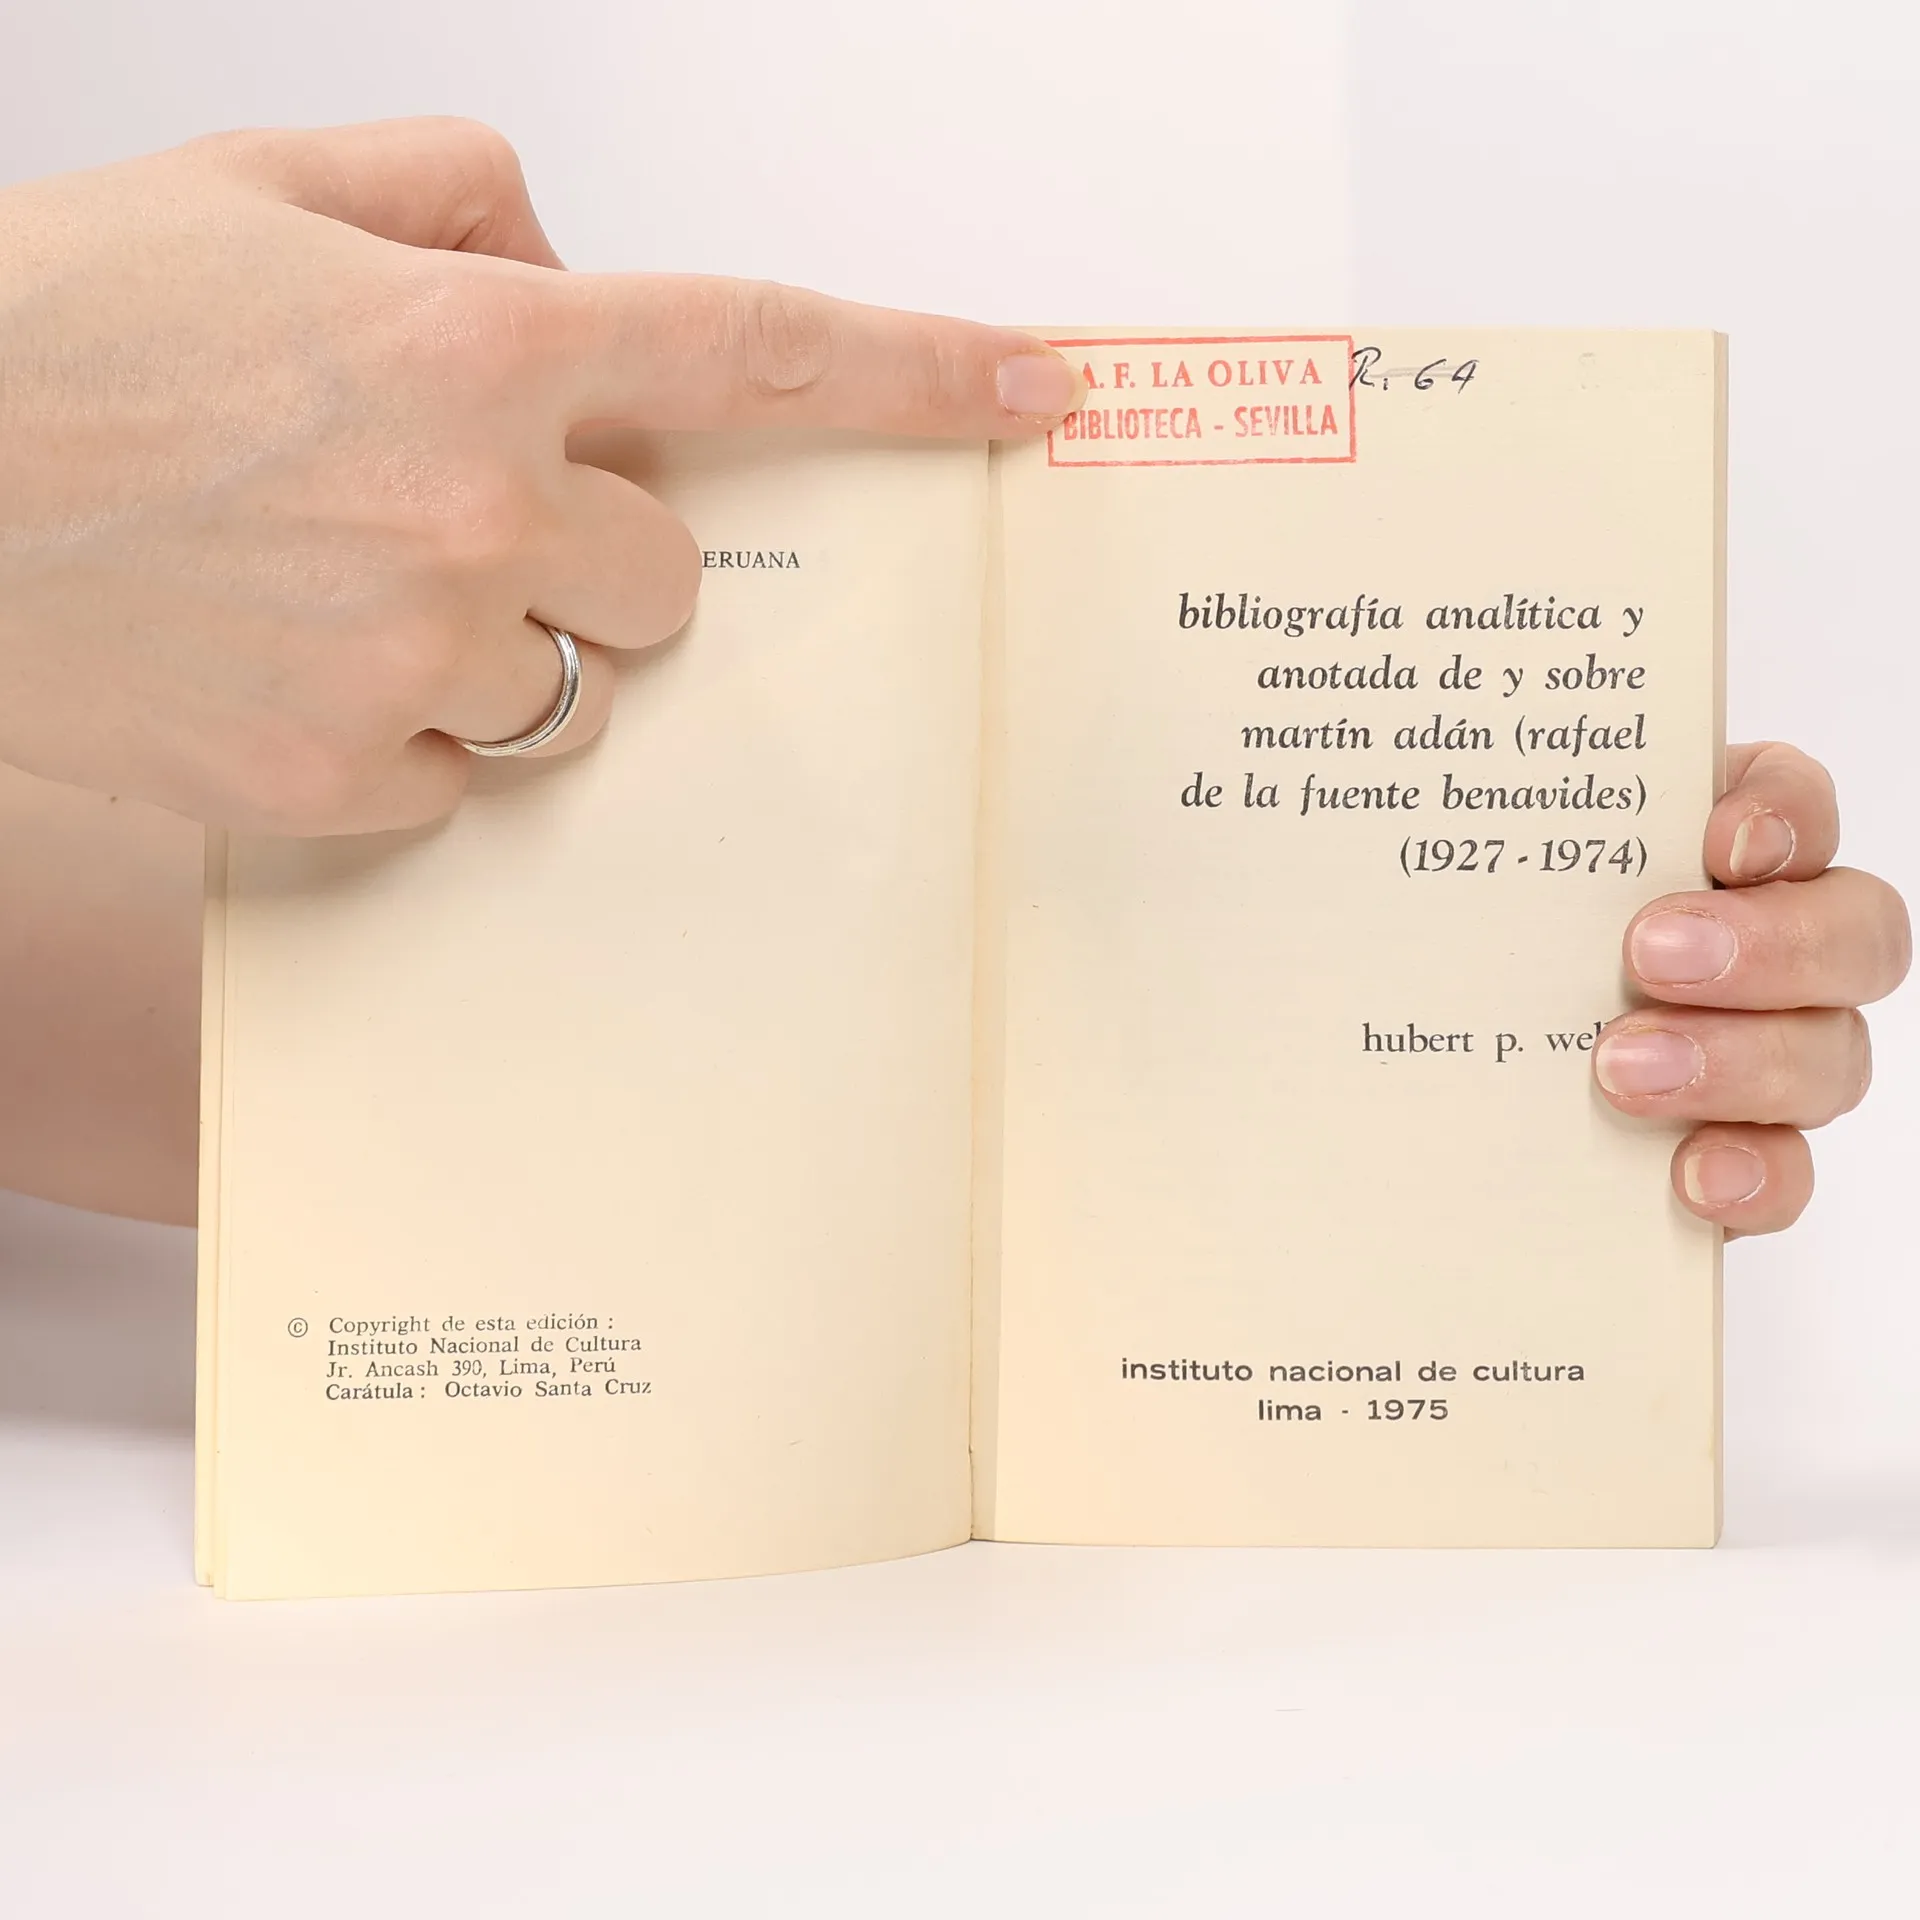 ERUANA
© Copyright de esta edición :
Instituto Nacional de Cultura
Jr. Ancash 390, Lima, Perú
Carátula : Octavio Santa Cruz
A. F. LA OLIVA
BIBLIOTECA - SEVILLA
R. 64
bibliografía analítica y
anotada de y sobre
martín adán (rafael
de la fuente benavides)
(1927 - 1974)
hubert p.
instituto nacional de cultura
lima - 1975